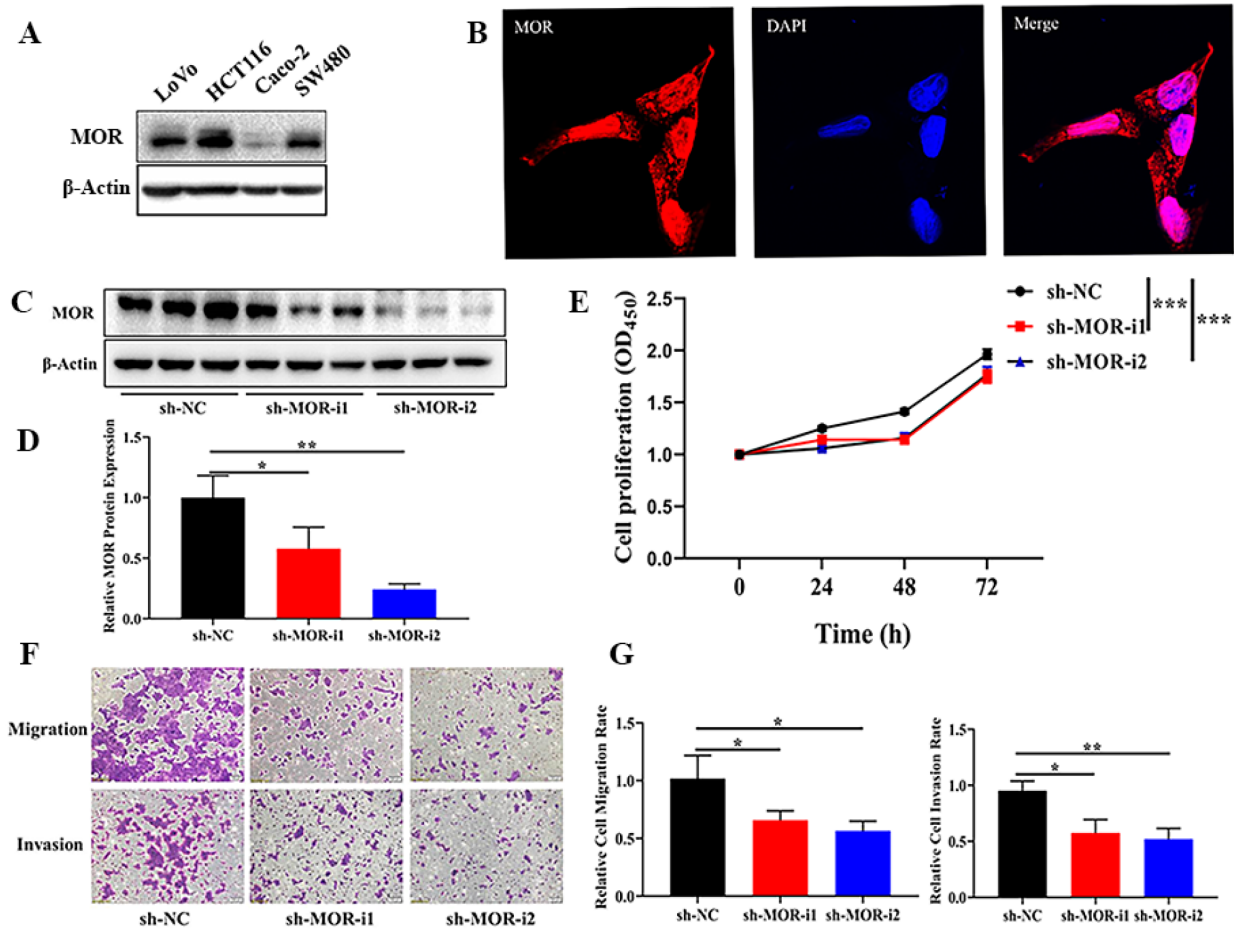 A
LoVo HCT116 Caco-2 SW480
MOR
β-Actin
B
MOR DAPI Merge
C
MOR
β-Actin
sh-NC sh-MOR-i1 sh-MOR-i2
D
Relative MOR Protein Expression
1.5
1.0
0.5
0.0
* **
sh-NC sh-MOR-i1 sh-MOR-i2
E
Cell proliferation (OD450)
2.5
2.0
1.5
1.0
0.5
0.0
0 24 48 72
Time (h)
sh-NC
sh-MOR-i1
sh-MOR-i2
*** ***
F
Migration
Invasion
sh-NC sh-MOR-i1 sh-MOR-i2
G
Relative Cell Migration Rate
1.5
1.0
0.5
0.0
* *
sh-NC sh-MOR-i1 sh-MOR-i2
Relative Cell Invasion Rate
1.5
1.0
0.5
0.0
* **
sh-NC sh-MOR-i1 sh-MOR-i2